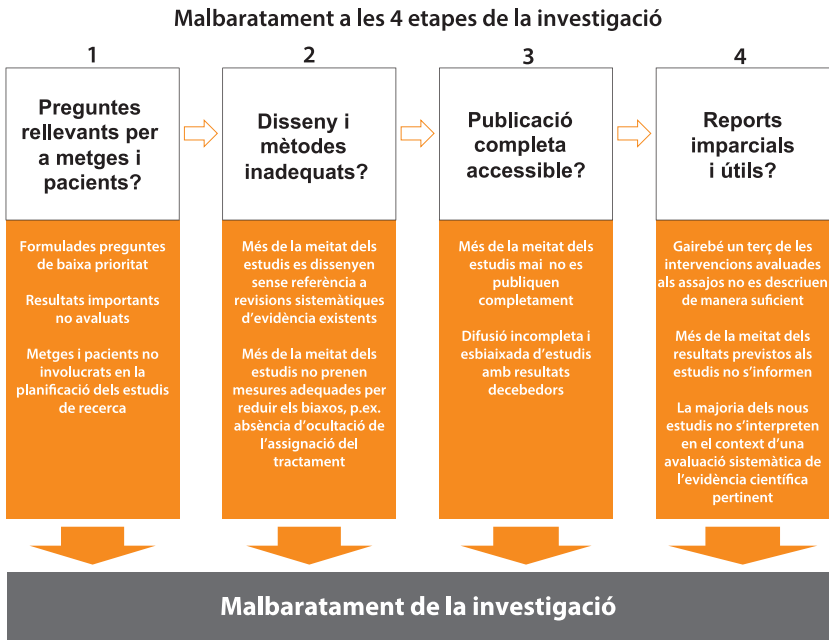 Malbaratament a les 4 etapes de la investigació
1
Preguntes
rellevants per
a metges i
pacients?
Formulades preguntes
de baixa prioritat
Resultats importants
no avaluats
Metges i pacients no
involucrats en la
planificació dels estudis
de recerca
2
Disseny i
mètodes
inadequats?
Més de la meitat dels
estudis es dissenyen
sense referència a
revisions sistemàtiques
d’evidència existents
Més de la meitat dels
estudis no prenen
mesures adequades per
reduir els biaxos, p.ex.
absència d’ocultació de
l’assignació del
tractament
3
Publicació
completa
accessible?
Més de la meitat dels
estudis mai no es
publiquen
completament
Difusió incompleta i
esbiaixada d’estudis
amb resultats
decebedors
4
Reports
imparcials
i útils?
Gairebé un terç de les
intervencions avaluades
als assajos no es descriuen
de manera suficient
Més de la meitat dels
resultats previstos als
estudis no s’informen
La majoria dels nous
estudis no s’interpreten
en el context d’una
avaluació sistemàtica de
l’evidència científica
pertinent
Malbaratament de la investigació